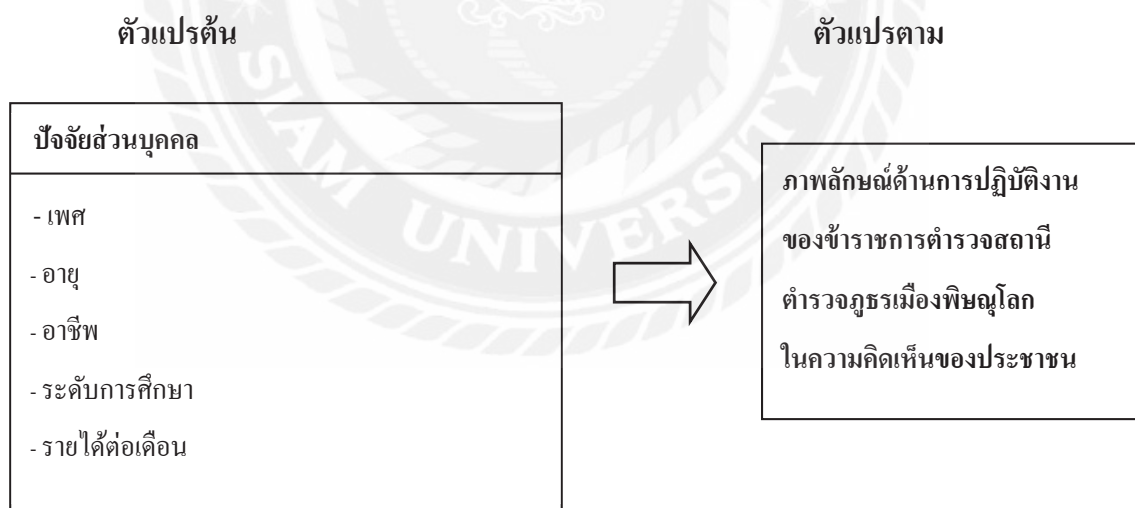 ตัวแปรต้น
ตัวแปรตาม
ปัจจัยส่วนบุคคล
- เพศ
- อายุ
- อาชีพ
- ระดับการศึกษา
- รายได้ต่อเดือน
ภาพลักษณ์ด้านการปฏิบัติงาน
ของข้าราชการตำรวจสถานี
ตำรวจภูธรเมืองพิษณุโลก
ในความคิดเห็นของประชาชน
SIAM UNIVERSITY